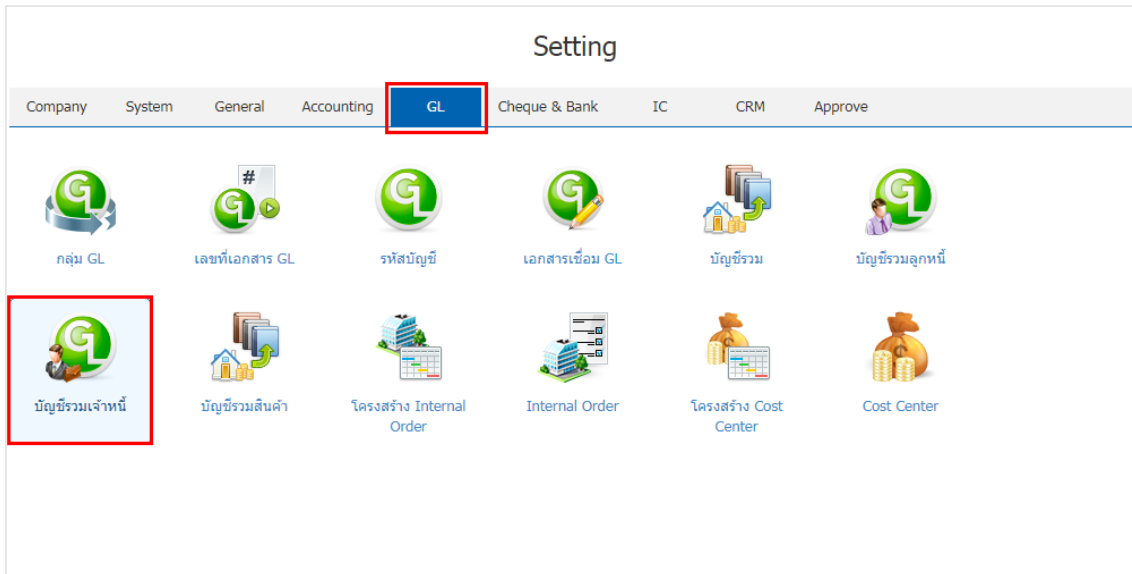 Setting
Company System General Accounting GL Cheque & Bank IC CRM Approve
#
กลุ่ม GL เลขที่เอกสาร GL รหัสบัญชี เอกสารเชื่อม GL บัญชีรวม บัญชีรวมลูกหนี้
บัญชีรวมเจ้าหนี้ บัญชีรวมสินค้า โครงสร้าง Internal Internal Order โครงสร้าง Cost Cost Center
Order Center